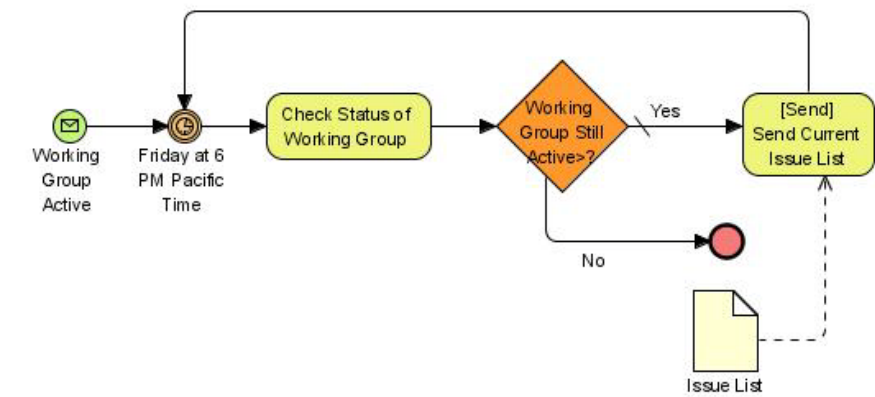 Working
Group
Active
Friday at 6
PM Pacific
Time
Check Status of
Working Group
Working
Group Still
Active>?
Yes
No
[Send]
Send Current
Issue List
Issue List